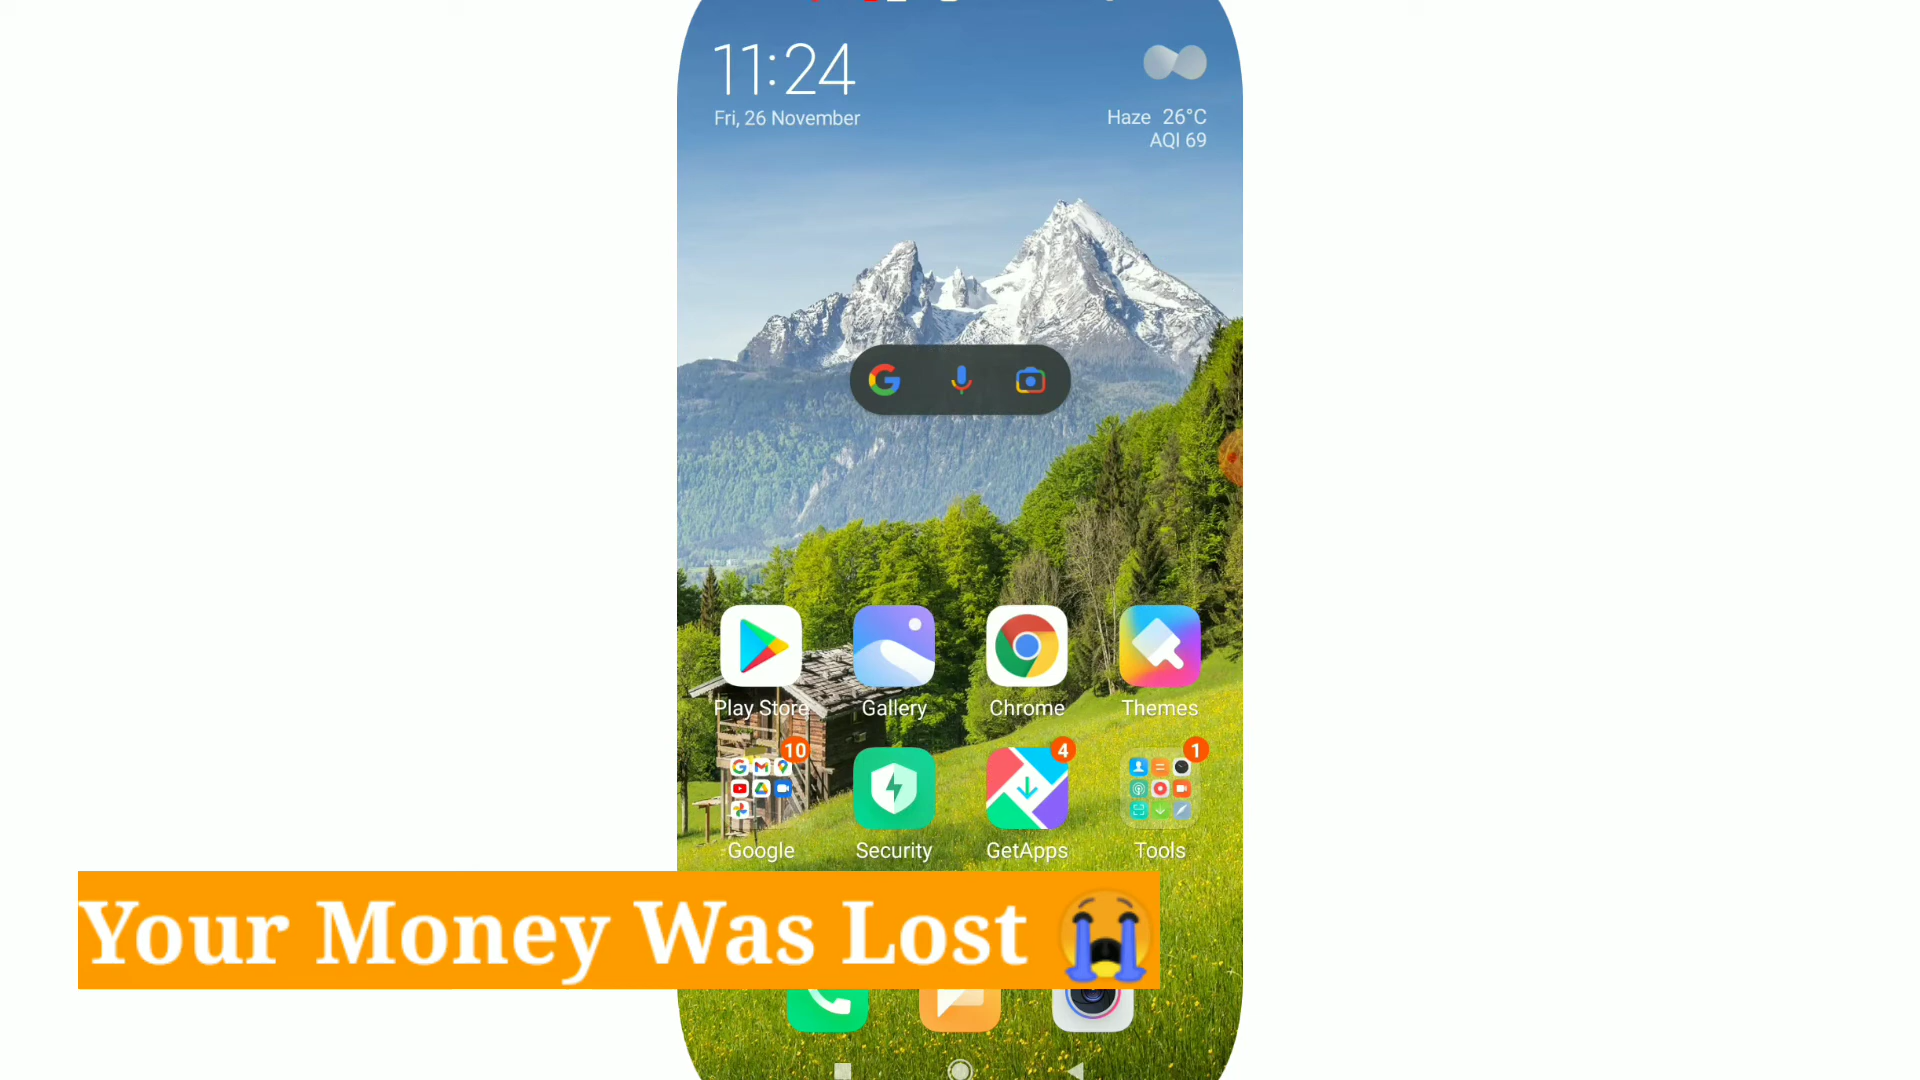 11:24
Fri, 26 November
Haze 26°C
AQI 69
Play Store
Gallery
Chrome
Themes
10
4
1
Google
Security
GetApps
Tools
Your Money Was Lost 😭